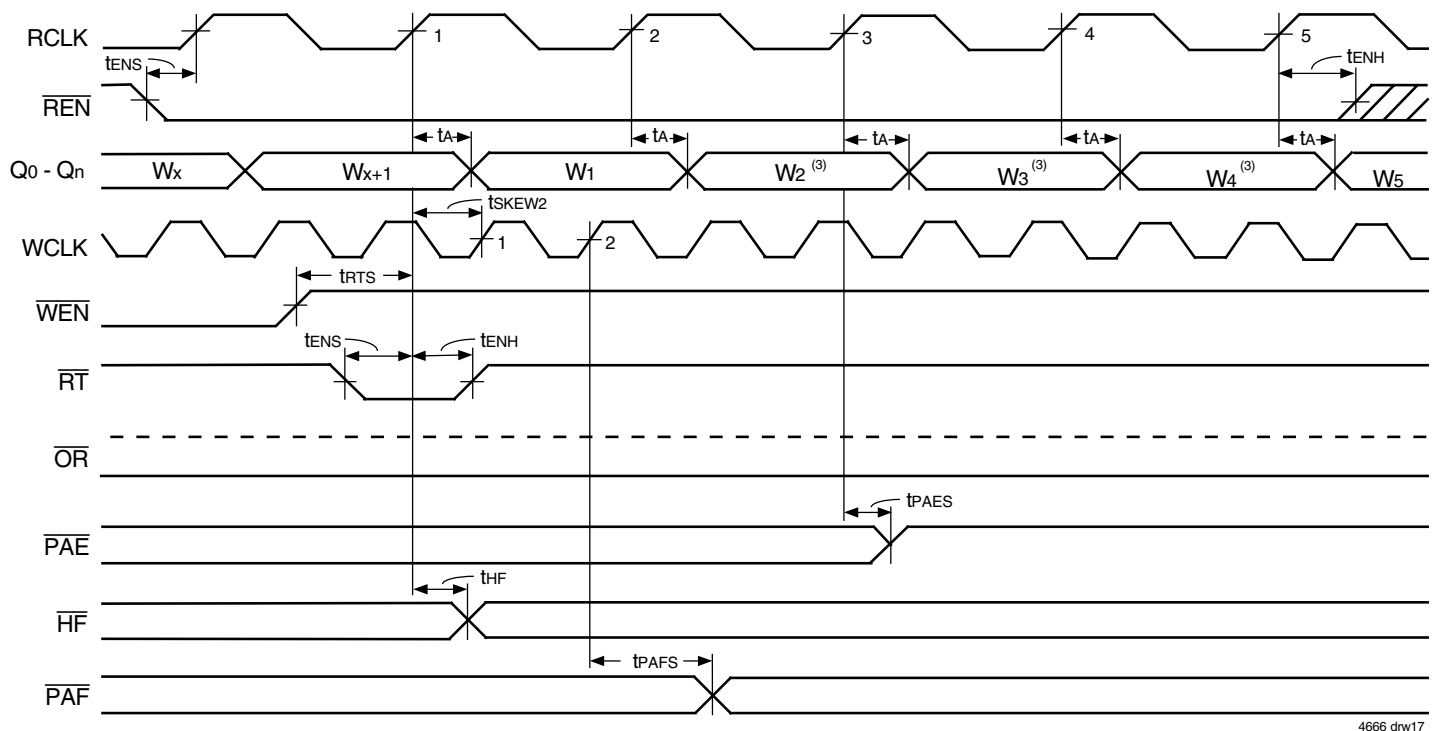 RCLK 1 2 3 4 5
tENS tENH
REN
tA tA tA tA tA
Q0 - Qn Wx Wx+1 W1 W2 (3) W3 (3) W4 (3) W5
tSKEW2
WCLK 1 2
tRTS
WEN
tENS tENH
RT
OR
tPAES
PAE
tHF
HF
tPAFS
PAF
4666 drw17